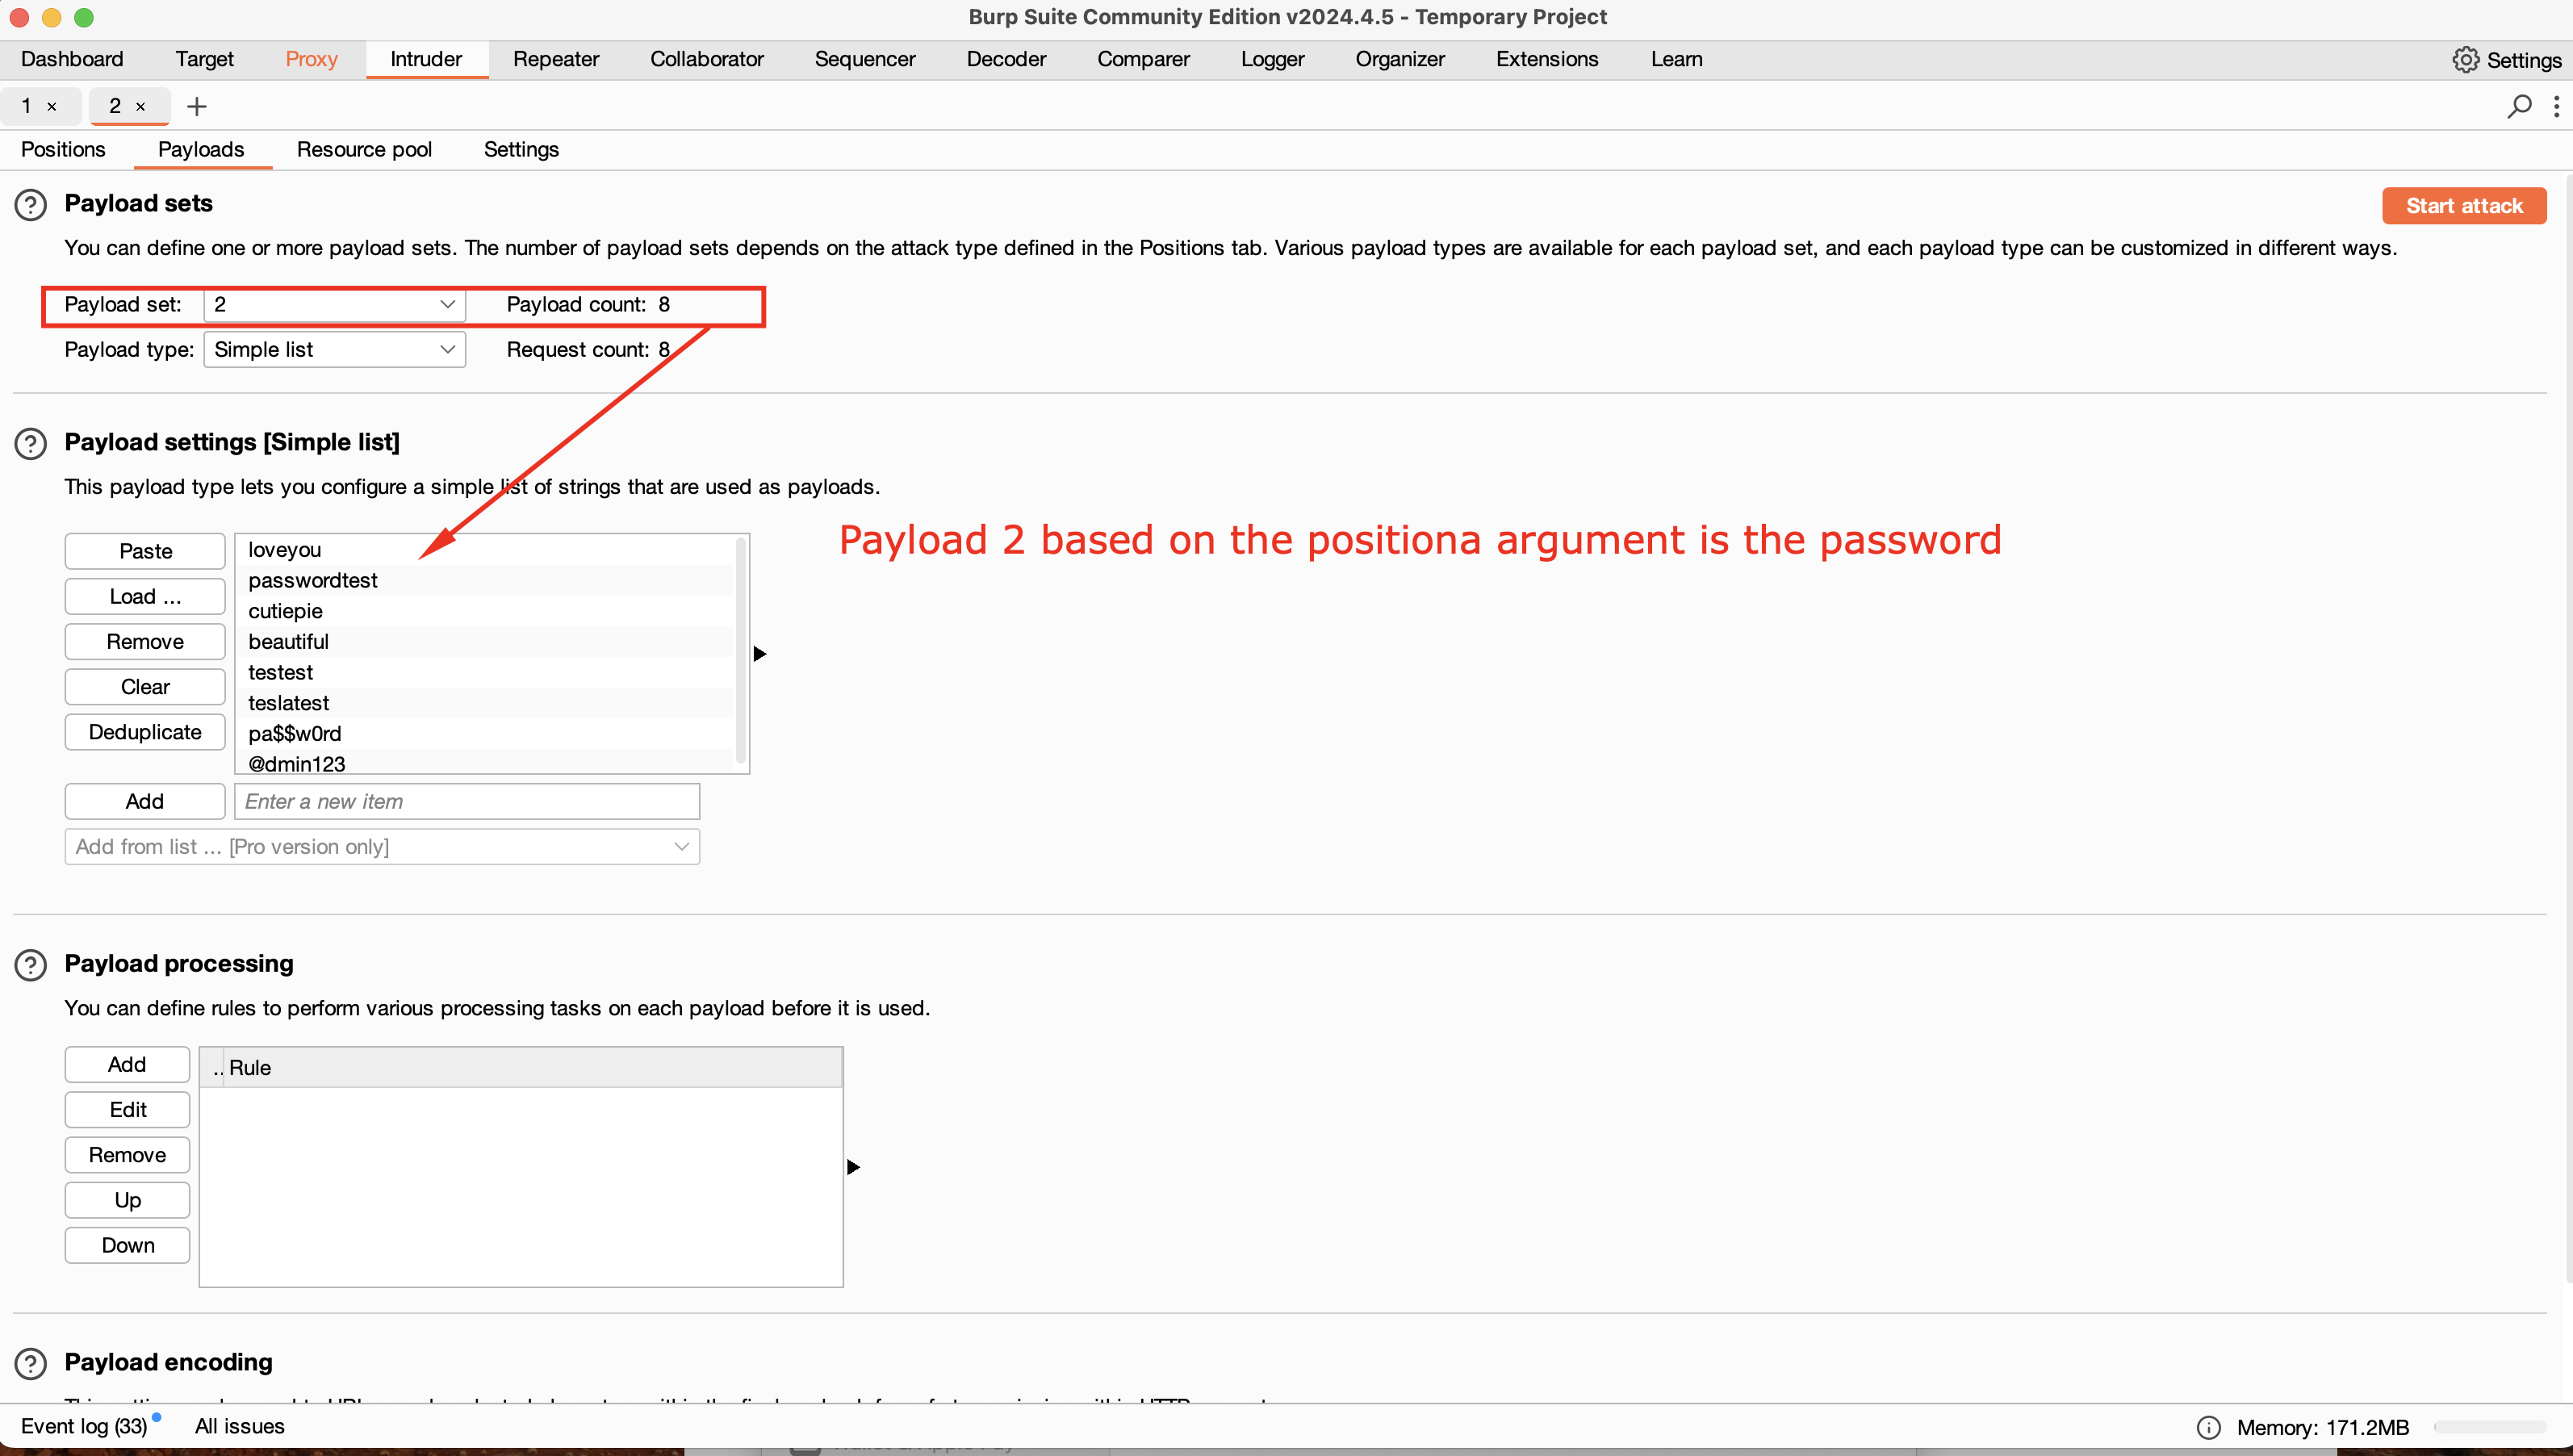 Burp Suite Community Edition v2024.4.5 - Temporary Project
Dashboard Target Proxy Intruder Repeater Collaborator Sequencer Decoder Comparer Logger Organizer Extensions Learn Settings
1 × 2 × +
Positions Payloads Resource pool Settings
? Payload sets Start attack
You can define one or more payload sets. The number of payload sets depends on the attack type defined in the Positions tab. Various payload types are available for each payload set, and each payload type can be customized in different ways.
Payload set: 2 Payload count: 8
Payload type: Simple list Request count: 8
? Payload settings [Simple list]
This payload type lets you configure a simple list of strings that are used as payloads.
Payload 2 based on the positiona argument is the password
Paste loveyou
passwordtest
Load ... cutiepie
Remove beautiful
testest
Clear teslatest
Deduplicate pa$$w0rd
@dmin123
Add Enter a new item
Add from list ... [Pro version only]
? Payload processing
You can define rules to perform various processing tasks on each payload before it is used.
Add .. Rule
Edit
Remove
Up
Down
? Payload encoding
Event log (33) All issues Memory: 171.2MB